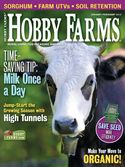 SORGHUM • FARM UTVs • SOIL RETENTION
HOBBY FARMS
TIME-
SAVING TIP:
Milk Once
a Day
Jump-Start the
Growing Season with
High Tunnels
SAVE
SEED
Make Your Move to
ORGANIC